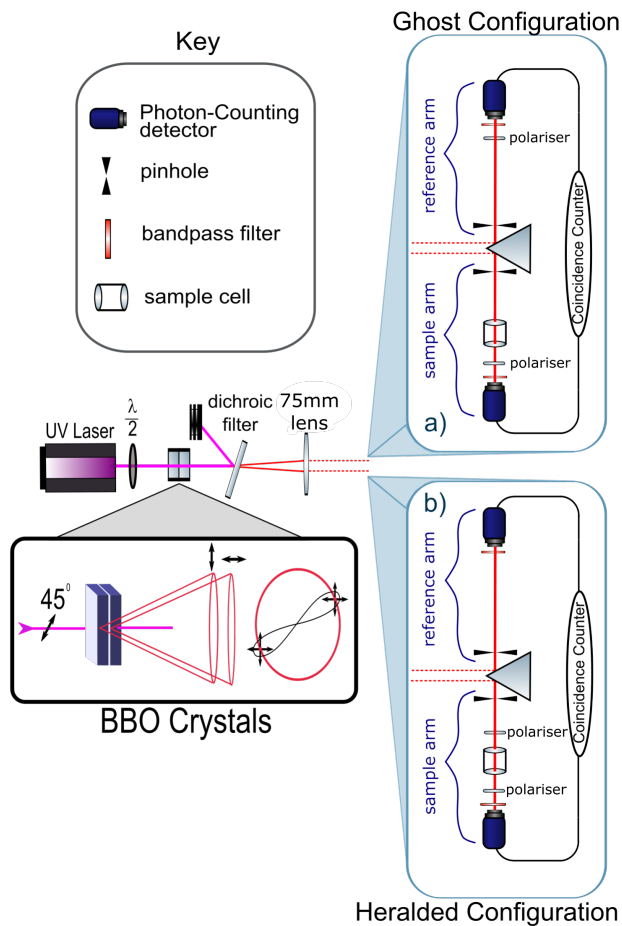 Ghost Configuration
Key
Photon-Counting
detector
pinhole
bandpass filter
sample cell
reference arm
polariser
Coincidence Counter
sample arm
polariser
a)
λ
2
UV Laser
dichroic
filter
75mm
lens
45⁰
BBO Crystals
b)
reference arm
Coincidence Counter
sample arm
polariser
polariser
Heralded Configuration